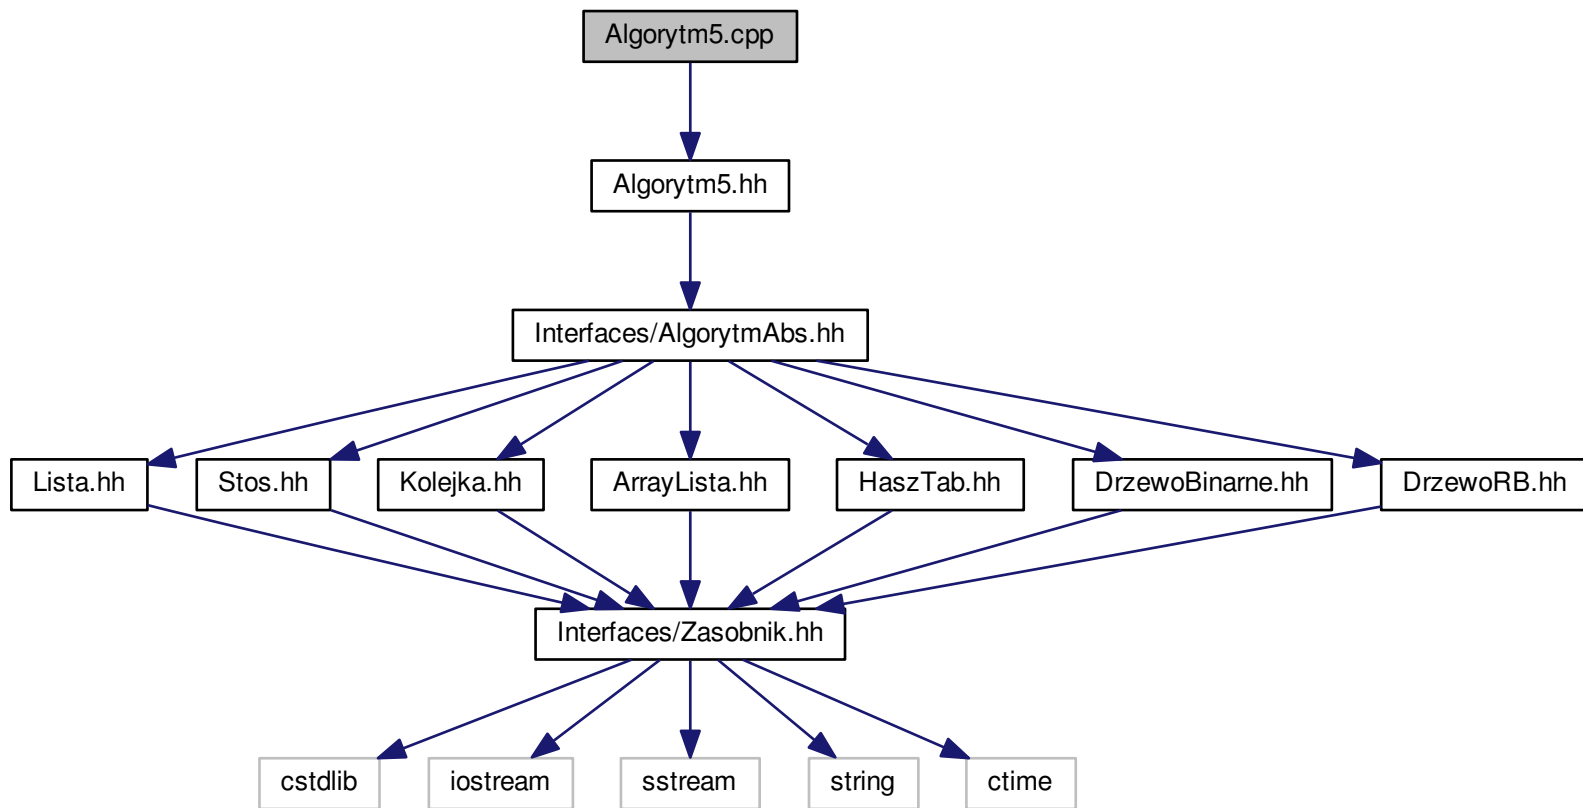 Algorytm5.cpp
Algorytm5.hh
Interfaces/AlgorytmAbs.hh
Lista.hh
Stos.hh
Kolejka.hh
ArrayLista.hh
HaszTab.hh
DrzewoBinarne.hh
DrzewoRB.hh
Interfaces/Zasobnik.hh
cstdlib
iostream
sstream
string
ctime